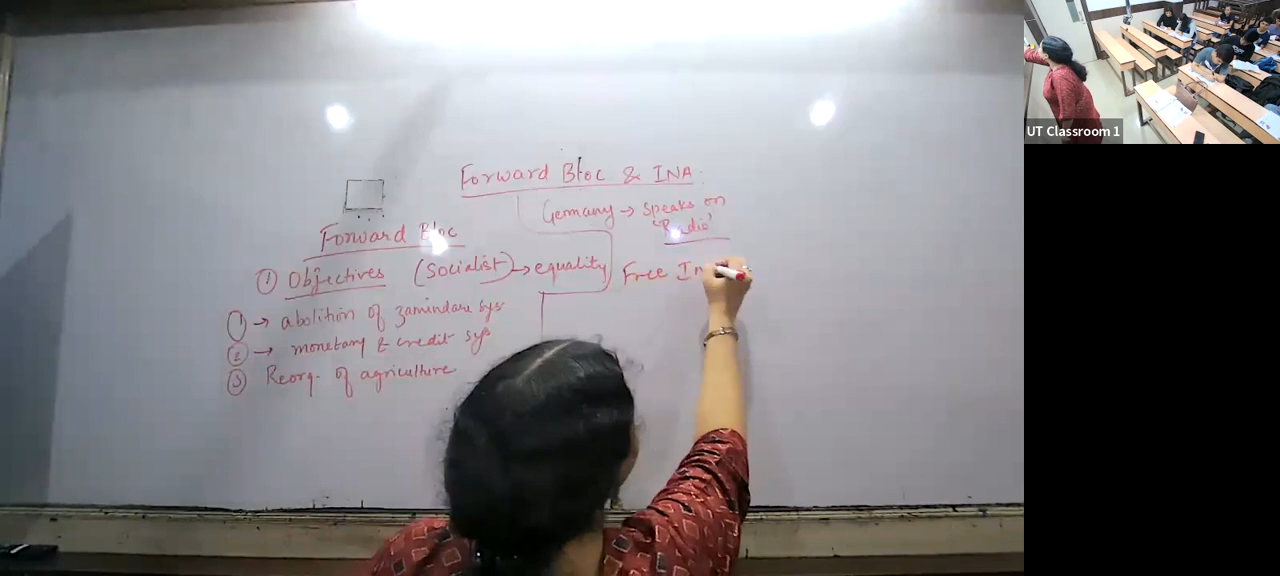 Forward Bloc & INA:
Germany → speaks on
'Radio'
Forward Bloc
① Objectives (Socialist) → equality
Free In
① → abolition of zamindare sys
② → monetary & credit sys
③ Reorg. of agriculture
UT Classroom 1